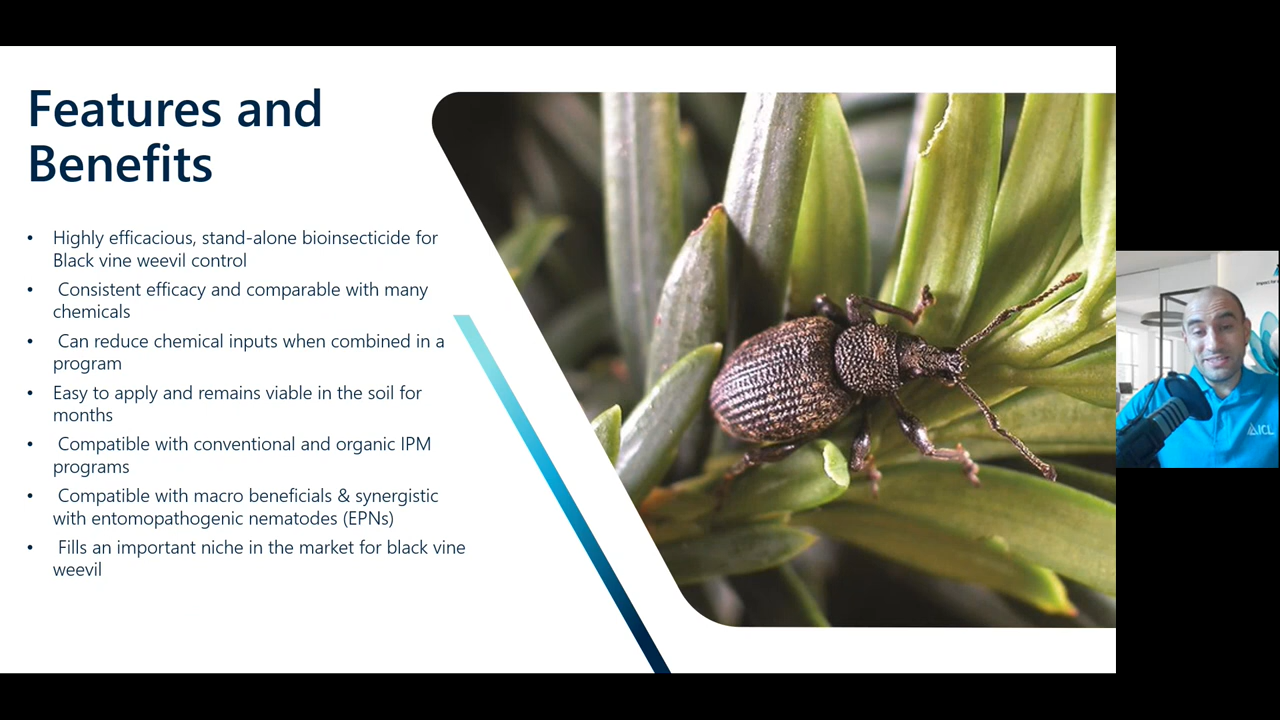 Features and
Benefits
• Highly efficacious, stand-alone bioinsecticide for
Black vine weevil control
• Consistent efficacy and comparable with many
chemicals
• Can reduce chemical inputs when combined in a
program
• Easy to apply and remains viable in the soil for
months
• Compatible with conventional and organic IPM
programs
• Compatible with macro beneficials & synergistic
with entomopathogenic nematodes (EPNs)
• Fills an important niche in the market for black vine
weevil
ICL